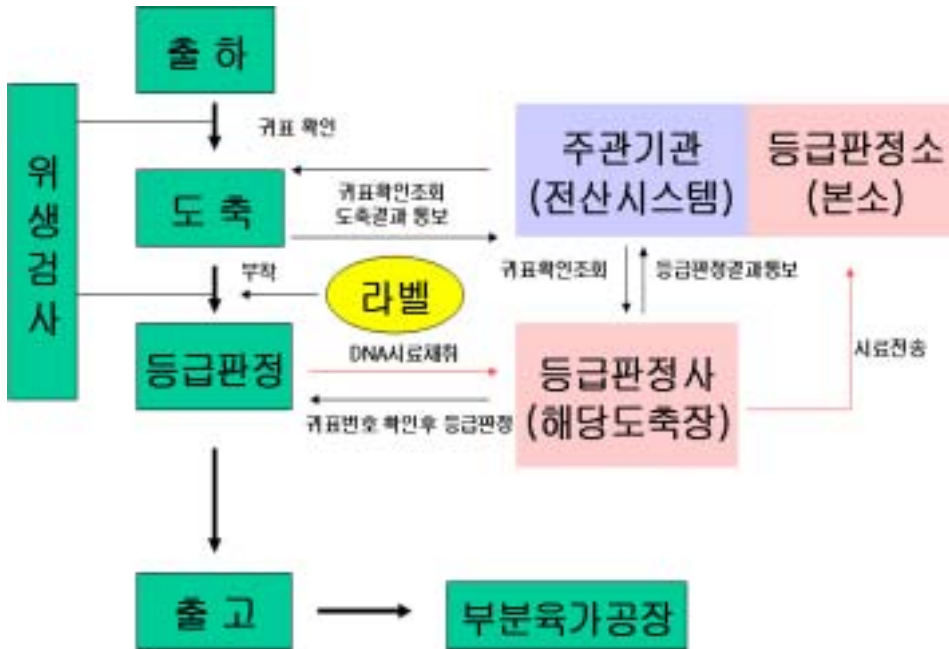 출 하
위생검사
귀표 확인
주관기관
(전산시스템)
등급판정소
(본소)
도 축
귀표확인조회
도축결과 통보
부착
라벨
귀표확인조회
등급판정결과통보
등급판정
DNA시료채취
등급판정사
(해당도축장)
시료전송
귀표번호 확인후 등급판정
출 고
부분육가공장